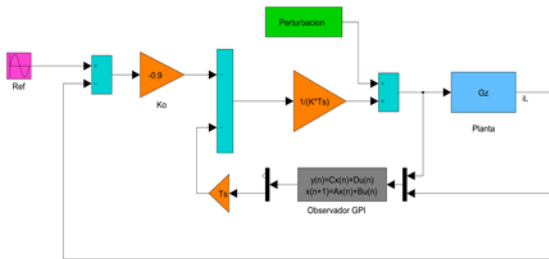 Perturbacion
Ref
-0.9
Ko
1/(K*Ts)
Gz
iL
Planta
Ts
y(n)=Cx(n)+Du(n)
x(n+1)=Ax(n)+Bu(n)
Observador GPI